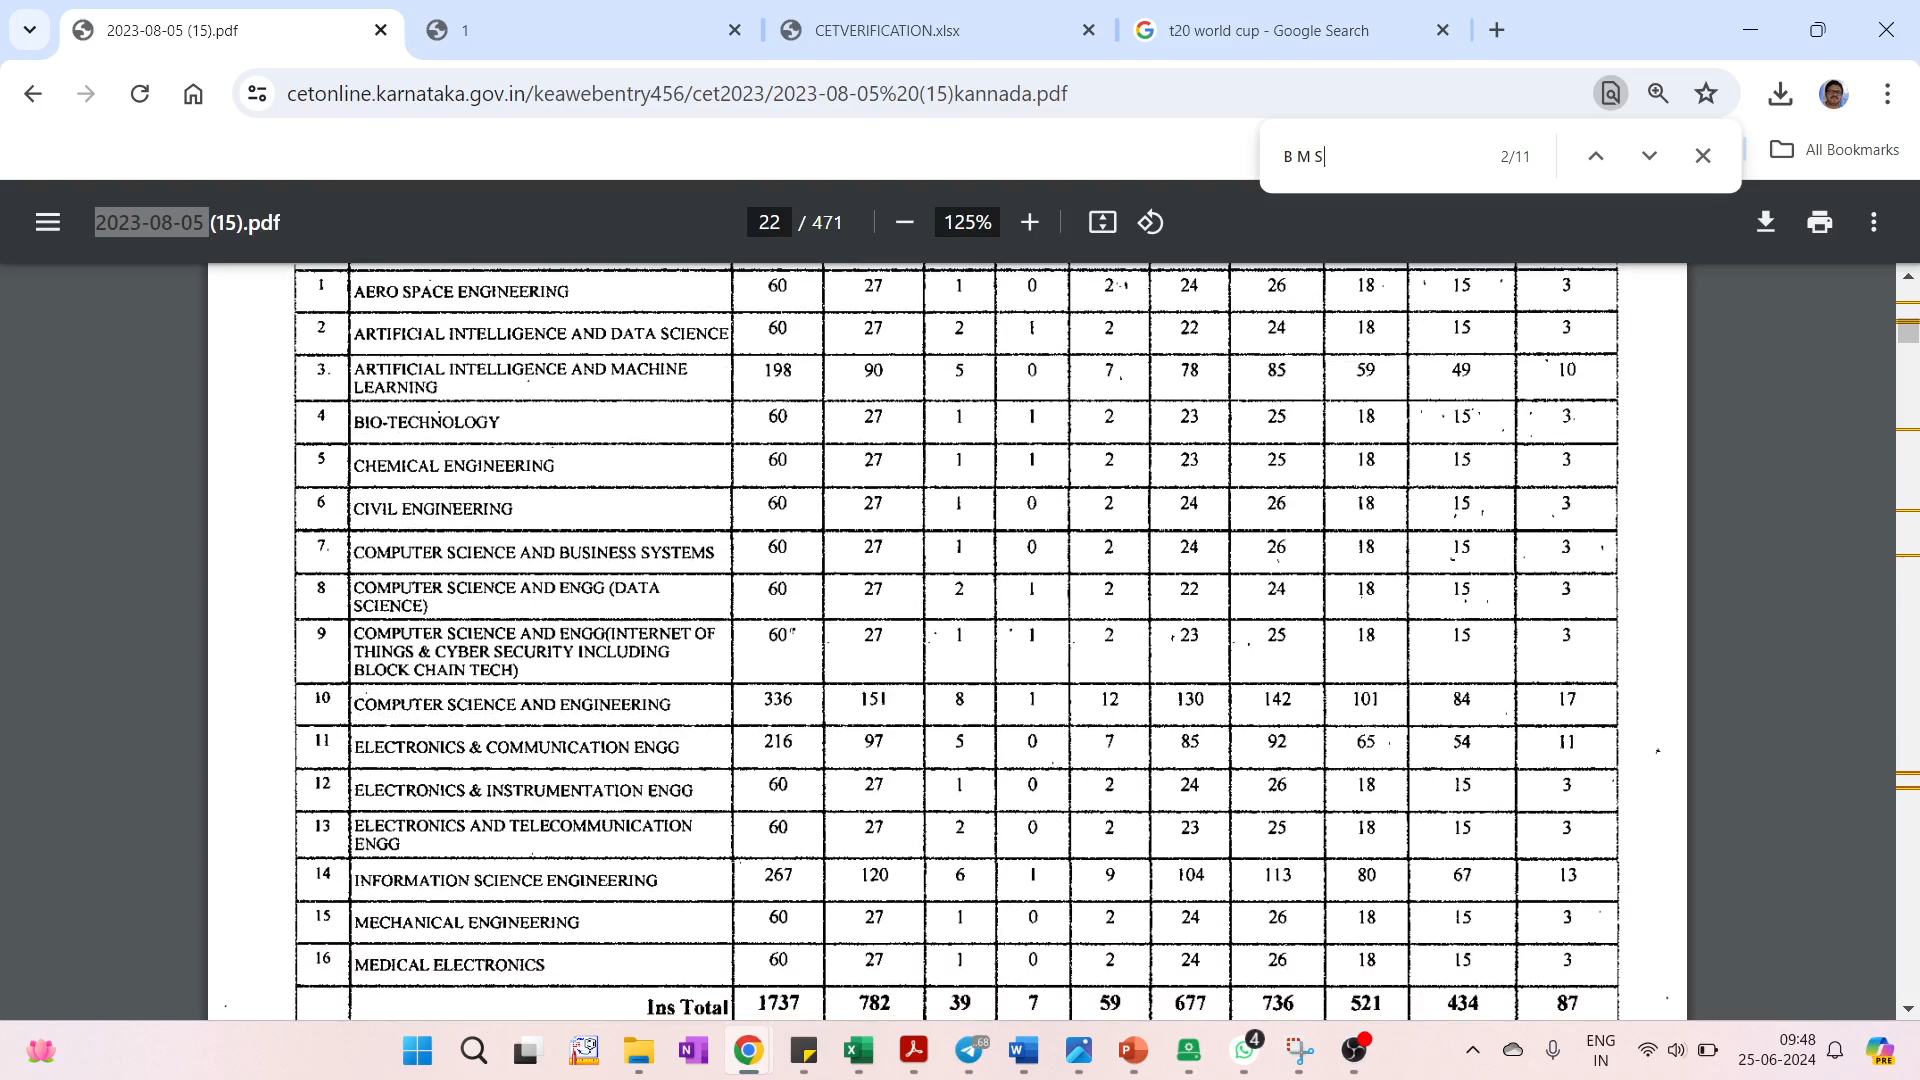 2023-08-05 (15).pdf
1
CETVERIFICATION.xlsx
t20 world cup - Google Search
cetonline.karnataka.gov.in/keawebentry456/cet2023/2023-08-05%20(15)kannada.pdf
B M S 2/11
All Bookmarks
2023-08-05 (15).pdf 22 / 471 125%
1 AERO SPACE ENGINEERING 60 27 1 0 2 24 26 18 15 3
2 ARTIFICIAL INTELLIGENCE AND DATA SCIENCE 60 27 2 1 2 22 24 18 15 3
3. ARTIFICIAL INTELLIGENCE AND MACHINE 198 90 5 0 7 78 85 59 49 10
LEARNING
4 BIO-TECHNOLOGY 60 27 1 1 2 23 25 18 15 3
5 CHEMICAL ENGINEERING 60 27 1 1 2 23 25 18 15 3
6 CIVIL ENGINEERING 60 27 1 0 2 24 26 18 15 3
7. COMPUTER SCIENCE AND BUSINESS SYSTEMS 60 27 1 0 2 24 26 18 15 3
8 COMPUTER SCIENCE AND ENGG (DATA 60 27 2 1 2 22 24 18 15 3
SCIENCE)
9 COMPUTER SCIENCE AND ENGG(INTERNET OF 60 27 1 1 2 23 25 18 15 3
THINGS & CYBER SECURITY INCLUDING
BLOCK CHAIN TECH)
10 COMPUTER SCIENCE AND ENGINEERING 336 151 8 1 12 130 142 101 84 17
11 ELECTRONICS & COMMUNICATION ENGG 216 97 5 0 7 85 92 65 54 11
12 ELECTRONICS & INSTRUMENTATION ENGG 60 27 1 0 2 24 26 18 15 3
13 ELECTRONICS AND TELECOMMUNICATION 60 27 2 0 2 23 25 18 15 3
ENGG
14 INFORMATION SCIENCE ENGINEERING 267 120 6 1 9 104 113 80 67 13
15 MECHANICAL ENGINEERING 60 27 1 0 2 24 26 18 15 3
16 MEDICAL ELECTRONICS 60 27 1 0 2 24 26 18 15 3
Ins Total 1737 782 39 7 59 677 736 521 434 87
68
4
ENG
IN
09:48
25-06-2024
PRE